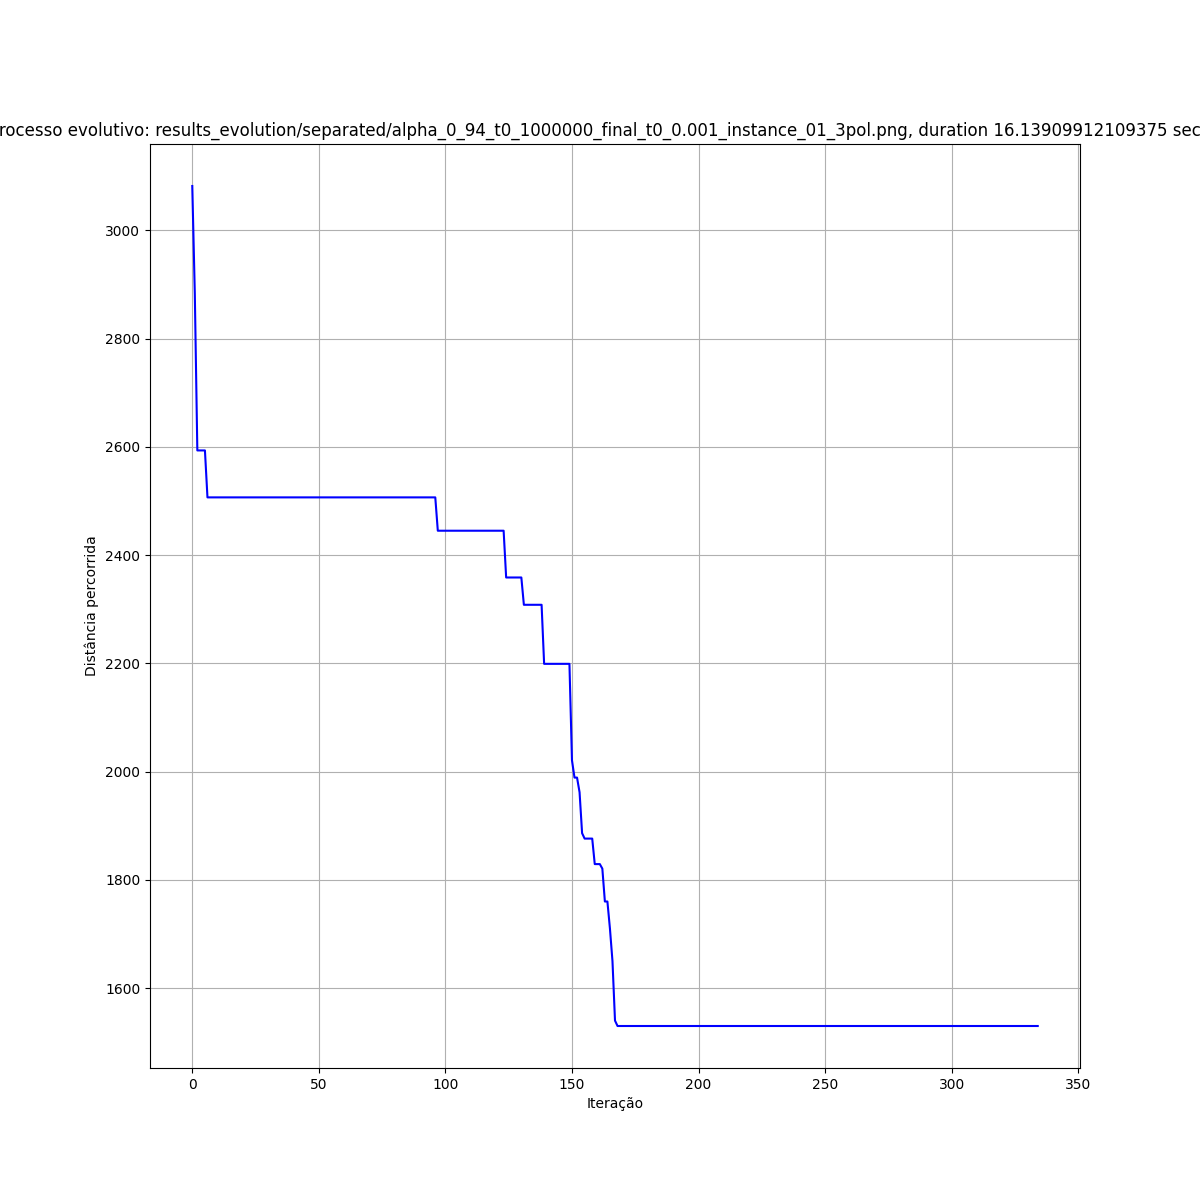 rocesso evolutivo: results_evolution/separated/alpha_0_94_t0_1000000_final_t0_0.001_instance_01_3pol.png, duration 16.13909912109375 sec
3000
2800
2600
2400
2200
2000
1800
1600
Distância percorrida
0 50 100 150 200 250 300 350
Iteração